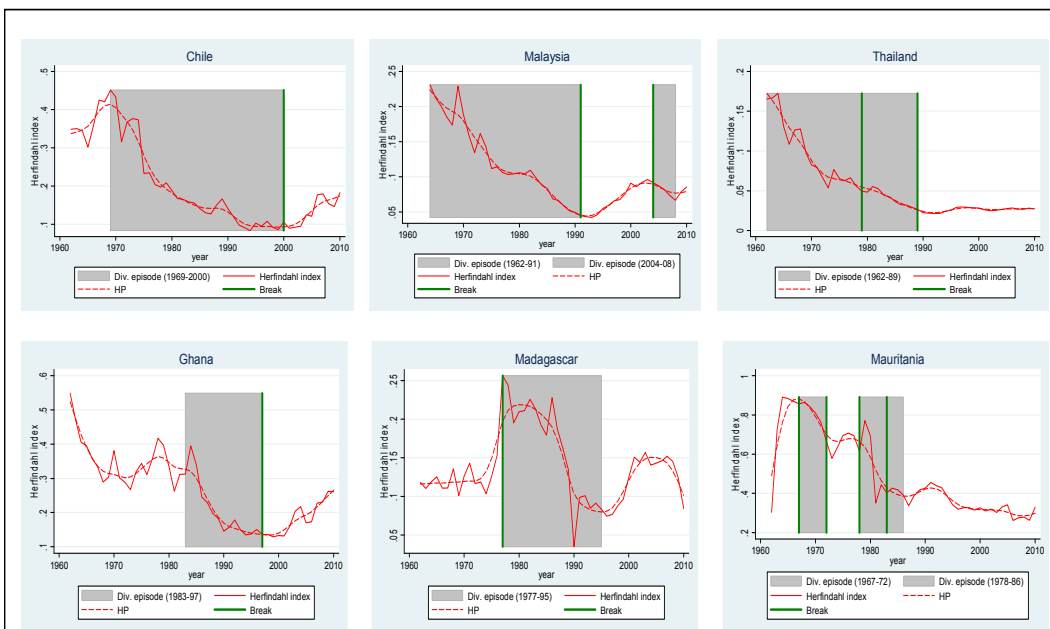 Chile
.5
.4
.3
.2
.1
Herfindahl index
1960 1970 1980 1990 2000 2010
year
Div. episode (1969-2000) Herfindahl index
HP Break
Malaysia
.25
.2
.15
.1
.05
Herfindahl index
1960 1970 1980 1990 2000 2010
year
Div. episode (1962-91) Div. episode (2004-08)
Herfindahl index HP
Break
Thailand
.2
.15
.1
.05
0
Herfindahl index
1960 1970 1980 1990 2000 2010
year
Div. episode (1962-89) Herfindahl index
HP Break
Ghana
.6
.5
.4
.3
.2
.1
Herfindahl index
1960 1970 1980 1990 2000 2010
year
Div. episode (1983-97) Herfindahl index
HP Break
Madagascar
.25
.2
.15
.1
.05
Herfindahl index
1960 1970 1980 1990 2000 2010
year
Div. episode (1977-95) Herfindahl index
HP Break
Mauritania
1
.8
.6
.4
.2
Herfindahl index
1960 1970 1980 1990 2000 2010
year
Div. episode (1967-72) Div. episode (1978-86)
Herfindahl index HP
Break